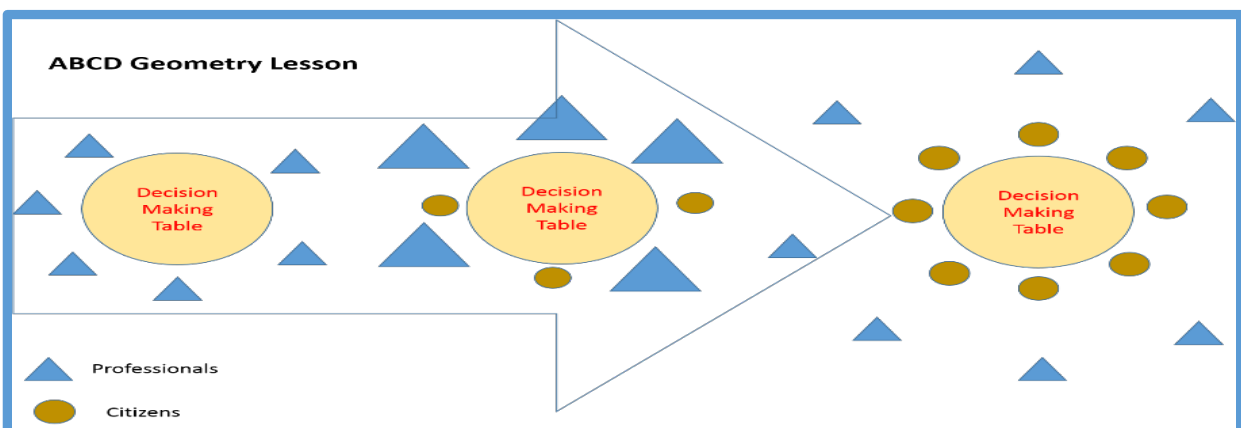 ABCD Geometry Lesson
Decision
Making
Table
Decision
Making
Table
Decision
Making
Table
Professionals
Citizens